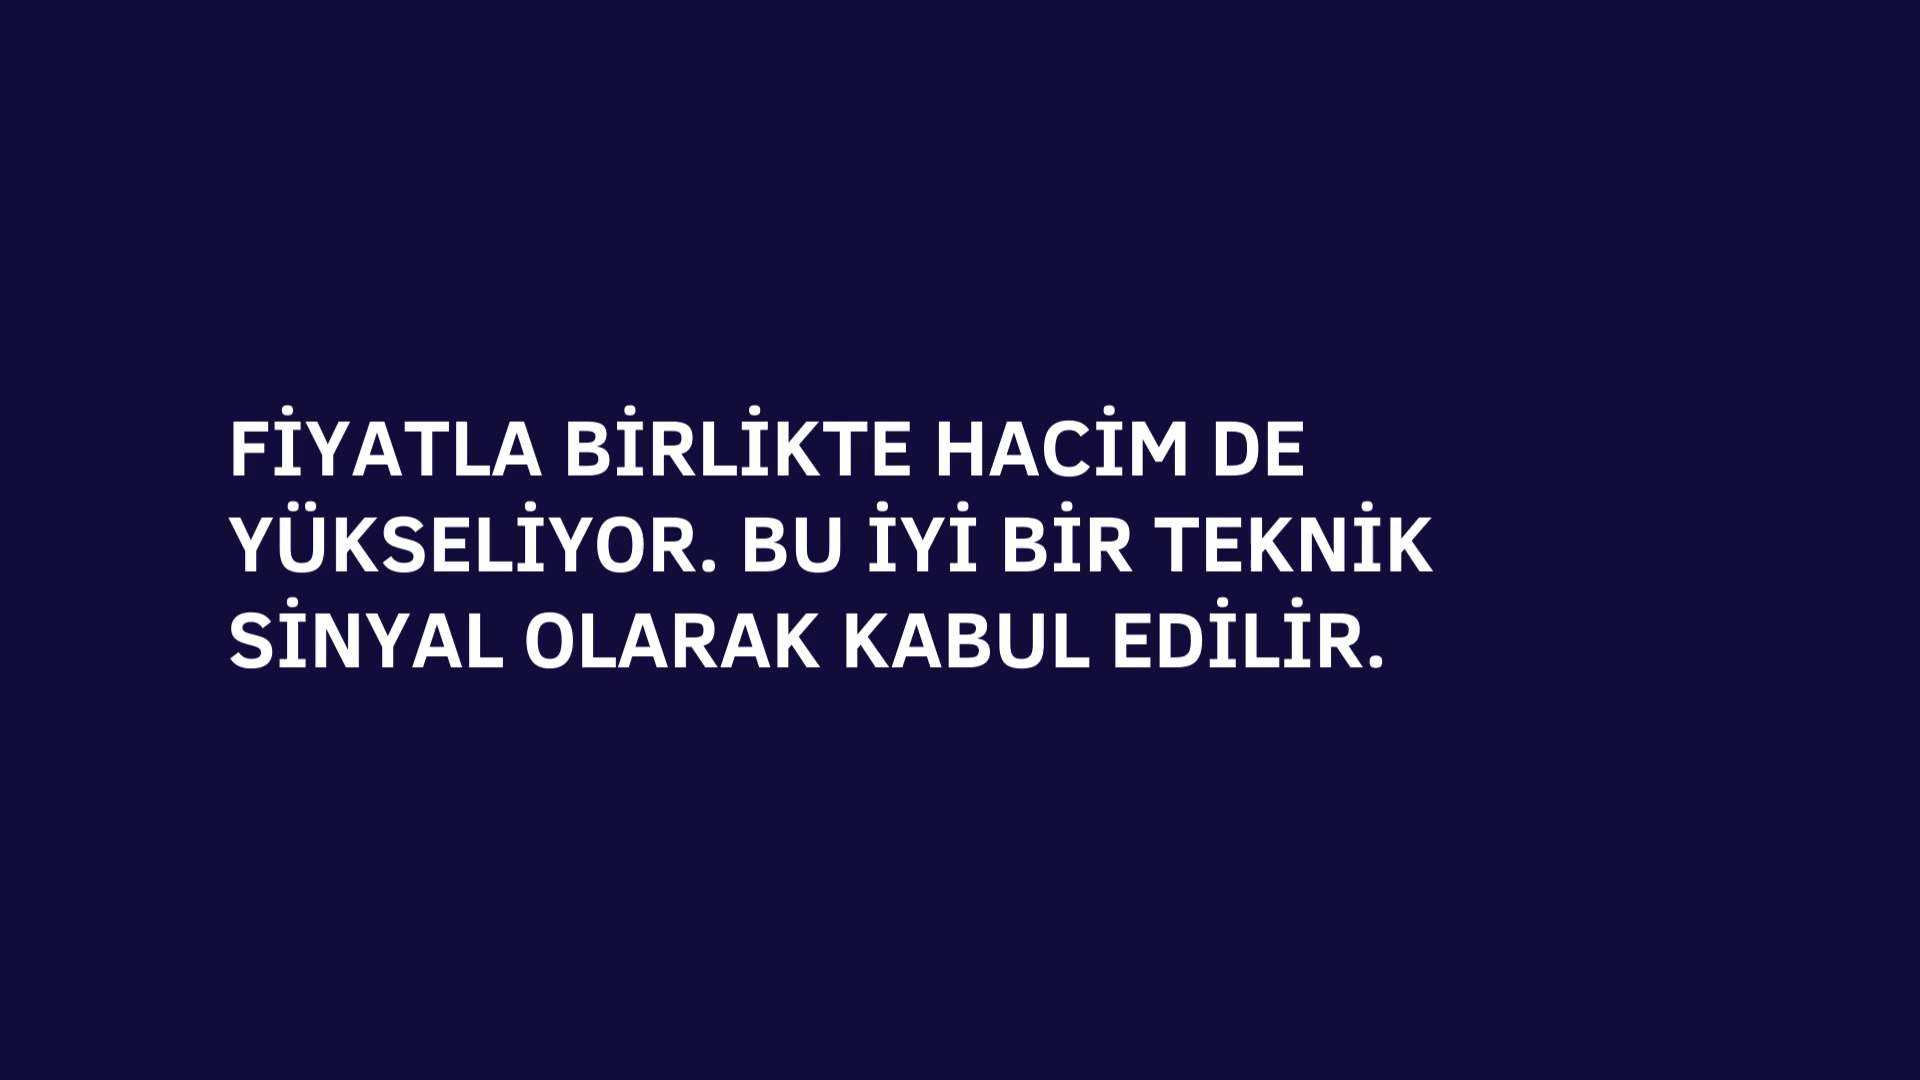 FİYATLA BİRLİKTE HACİM DE
YÜKSELİYOR. BU İYİ BİR TEKNİK
SİNYAL OLARAK KABUL EDİLİR.